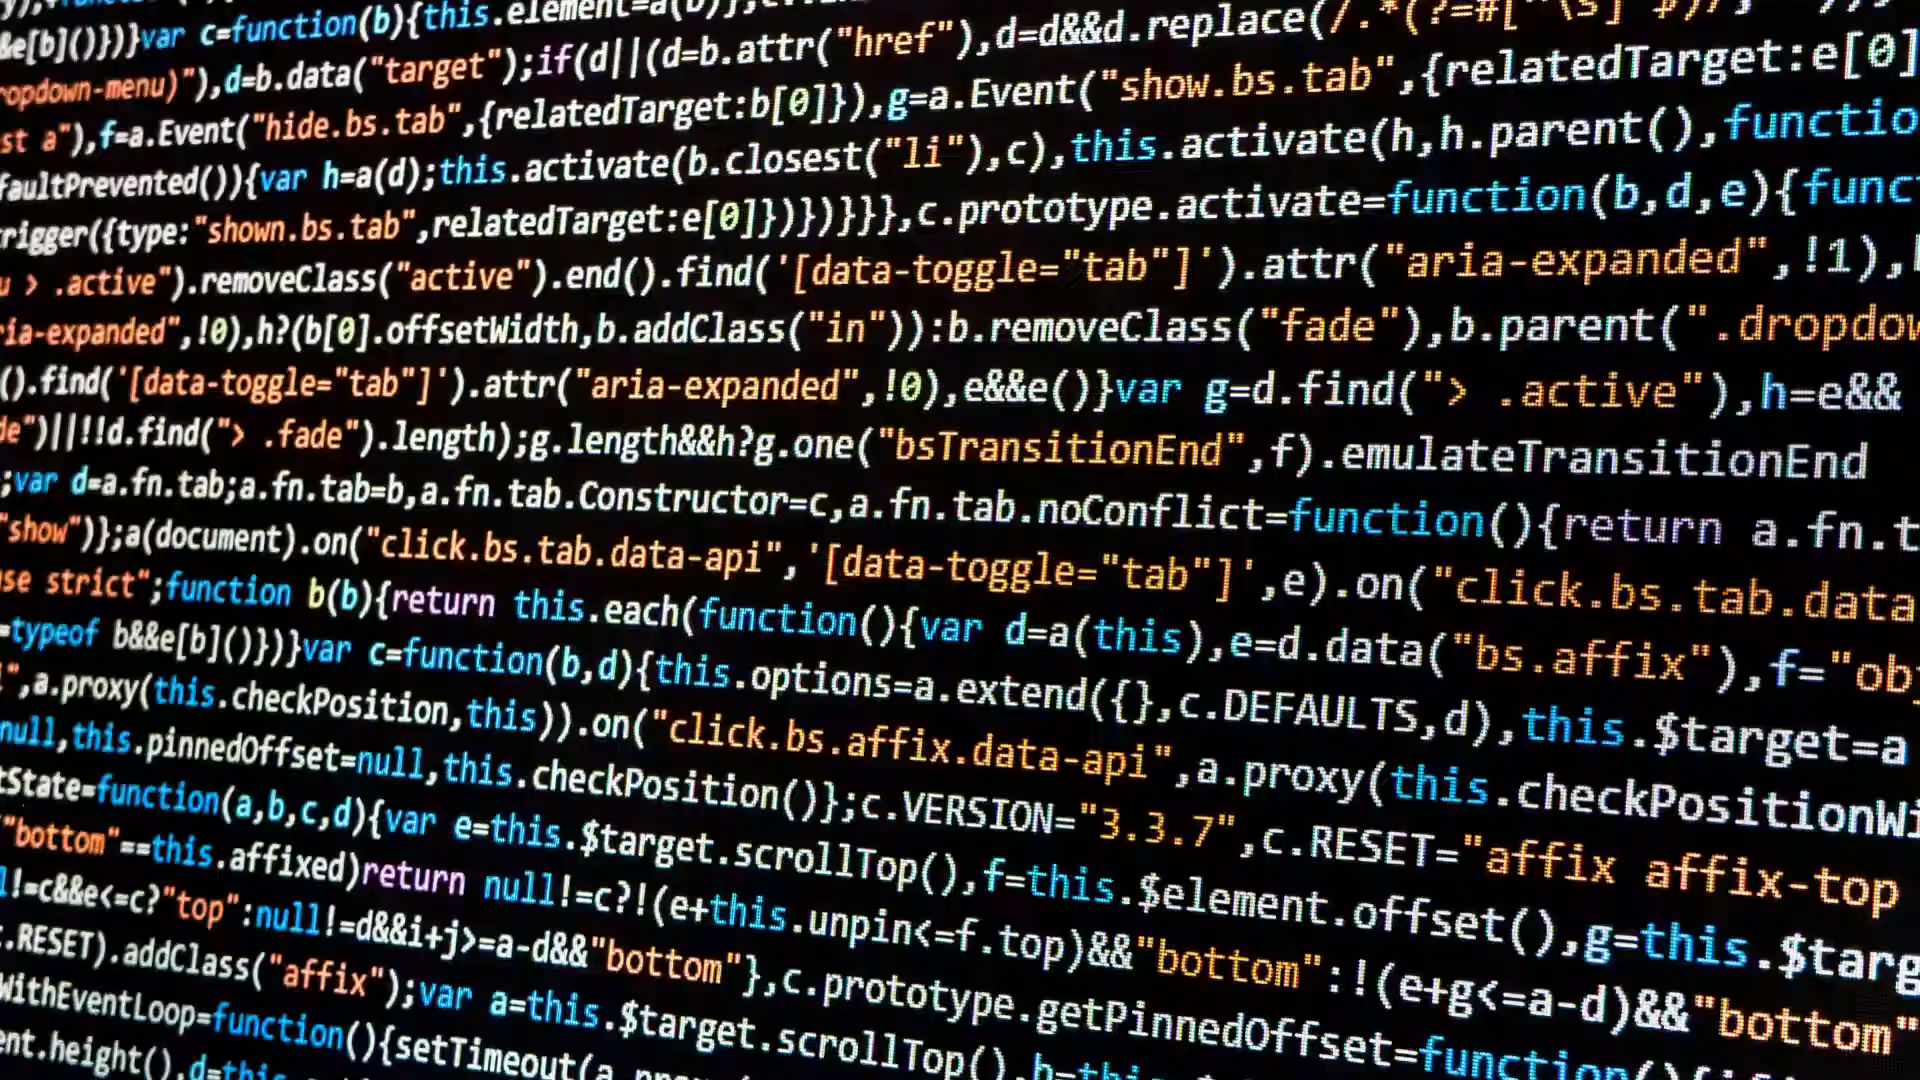 &e[b]()})}var c=function(b){this.element=a(b)
ropdown-menu)"),d=b.data("target");if(d||(d=b.attr("href"),d=d&&d.replace(/.*(?=#[^\s]*$)/
st a"),f=a.Event("hide.bs.tab",{relatedTarget:b[0]}),g=a.Event("show.bs.tab",{relatedTarget:e[0]
faultPrevented()){var h=a(d);this.activate(b.closest("li"),c),this.activate(h,h.parent(),functio
rigger({type:"shown.bs.tab",relatedTarget:e[0]})})}}},c.prototype.activate=function(b,d,e){func
u > .active").removeClass("active").end().find('[data-toggle="tab"]').attr("aria-expanded",!1),
ia-expanded",!0),h?(b[0].offsetWidth,b.addClass("in")):b.removeClass("fade"),b.parent(".dropdow
().find('[data-toggle="tab"]').attr("aria-expanded",!0),e&&e()}var g=d.find("> .active"),h=e&&
de")||!!d.find("> .fade").length);g.length&&h?g.one("bsTransitionEnd",f).emulateTransitionEnd
;var d=a.fn.tab;a.fn.tab=b,a.fn.tab.Constructor=c,a.fn.tab.noConflict=function(){return a.fn.t
"show")};a(document).on("click.bs.tab.data-api",'[data-toggle="tab"]',e).on("click.bs.tab.data
se strict";function b(b){return this.each(function(){var d=a(this),e=d.data("bs.affix"),f="ob
=typeof b&&e[b]()})}var c=function(b,d){this.options=a.extend({},c.DEFAULTS,d),this.$target=a
",a.proxy(this.checkPosition,this)).on("click.bs.affix.data-api",a.proxy(this.checkPositionWi
null,this.pinnedOffset=null,this.checkPosition()};c.VERSION="3.3.7",c.RESET="affix affix-top
tState=function(a,b,c,d){var e=this.$target.scrollTop(),f=this.$element.offset(),g=this.$targ
"bottom"==this.affixed)return null!=c?!(e+this.unpin<=f.top)&&"bottom":!(e+g<=a-d)&&"bottom"
l!=c&&e<=c?"top":null!=d&&i+j>=a-d&&"bottom"},c.prototype.getPinnedOffset=function(){
.RESET).addClass("affix");var a=this.$target.scrollTop(),b=this.$
WithEventLoop=function(){setTimeout(a.prox
ent.height(),d=this